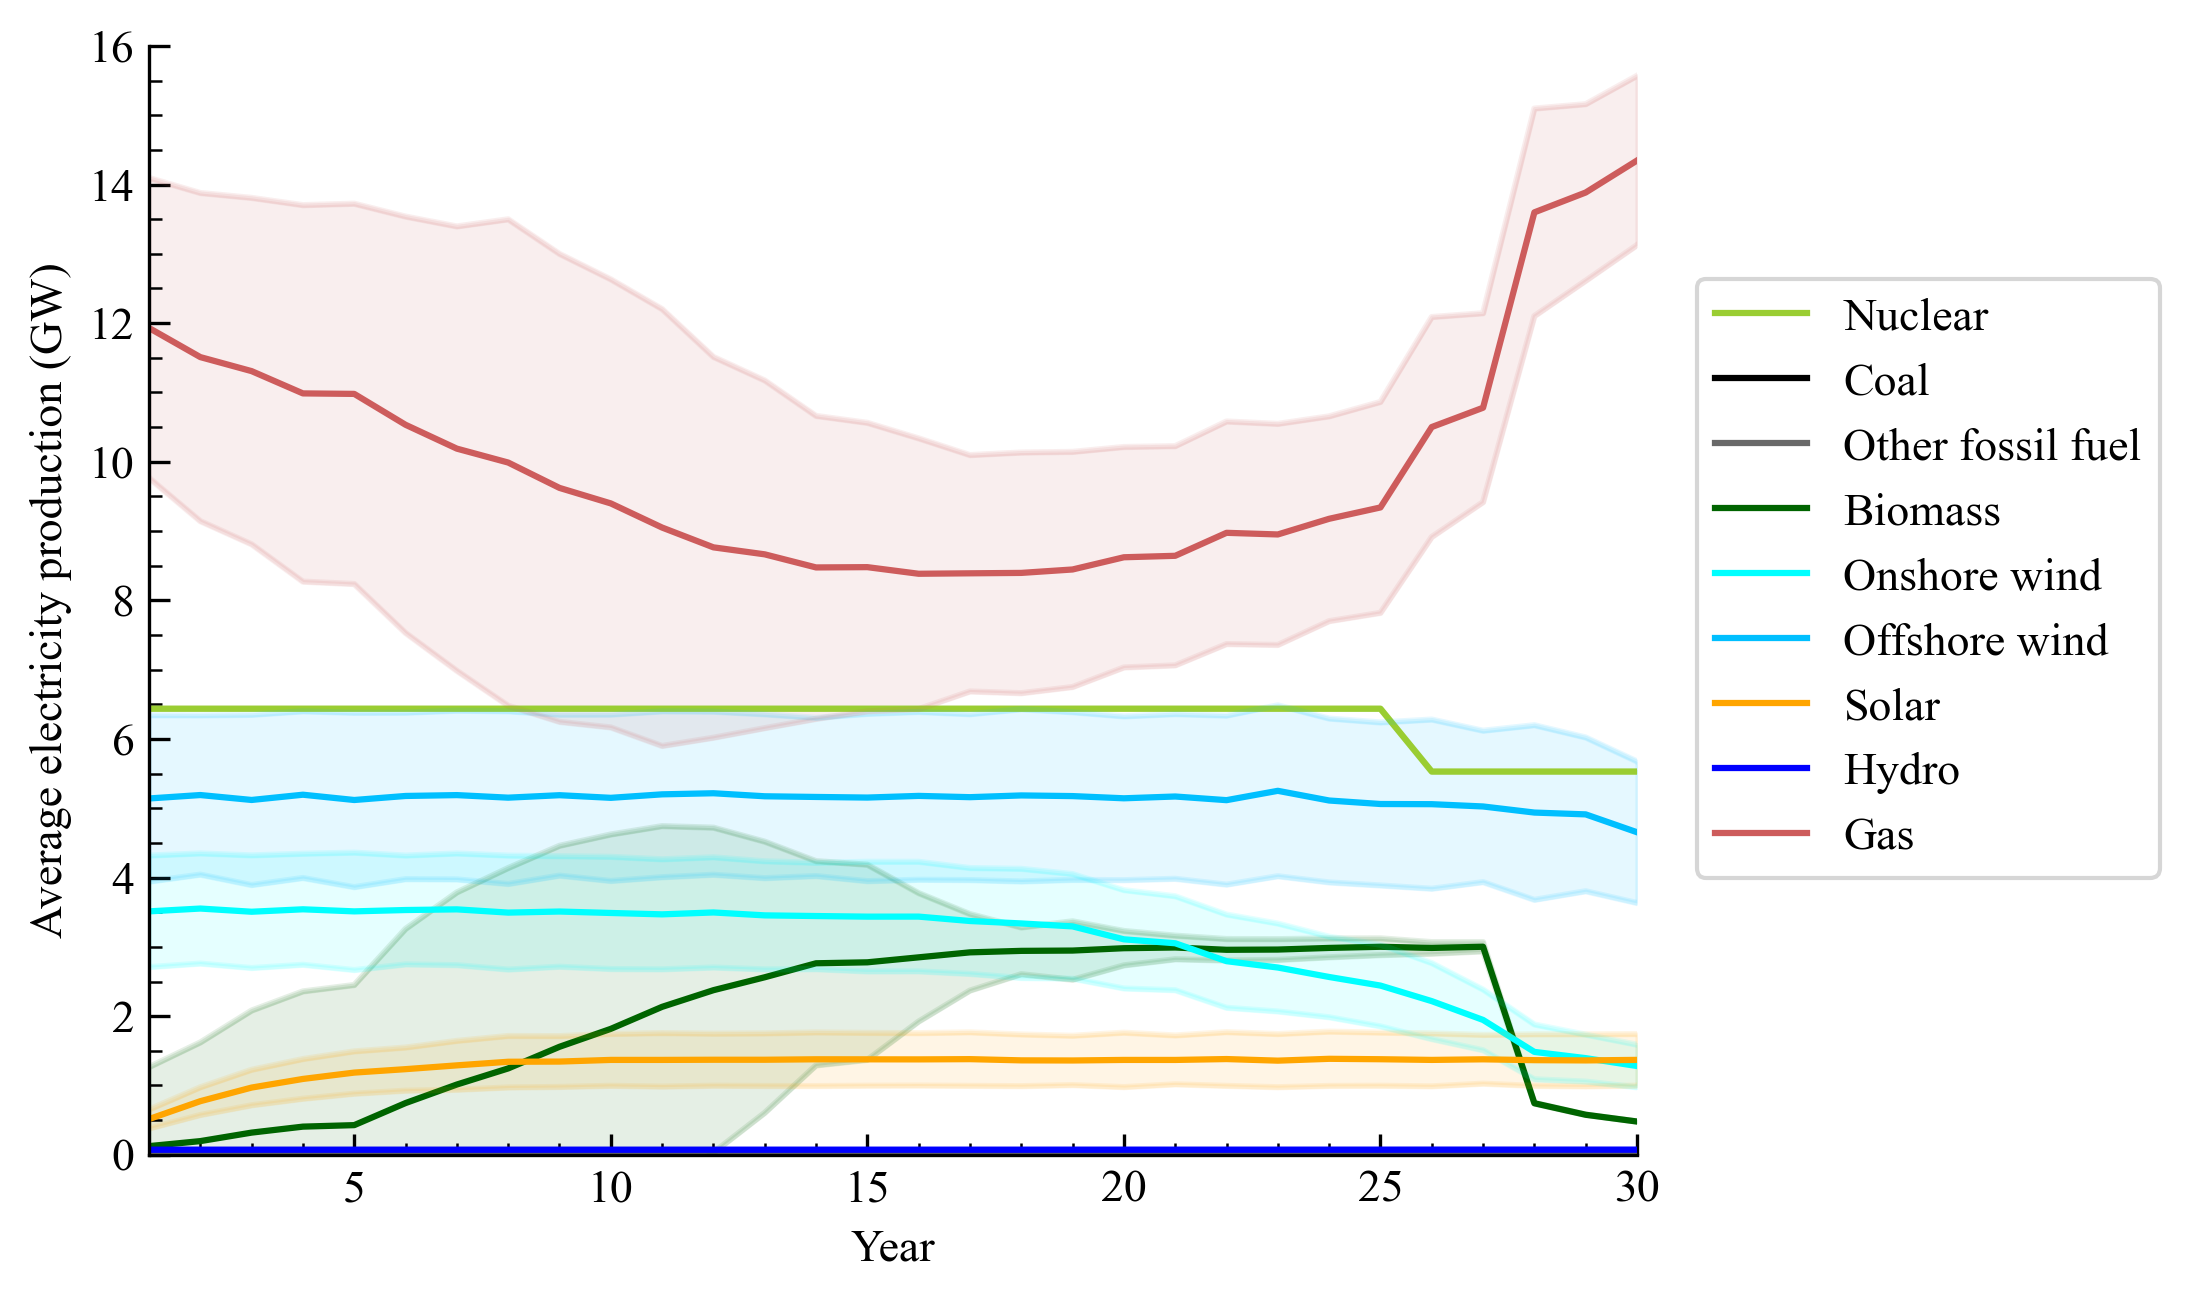 16
14
12
10
8
6
4
2
0
Average electricity production (GW)
5 10 15 20 25 30
Year
Nuclear
Coal
Other fossil fuel
Biomass
Onshore wind
Offshore wind
Solar
Hydro
Gas